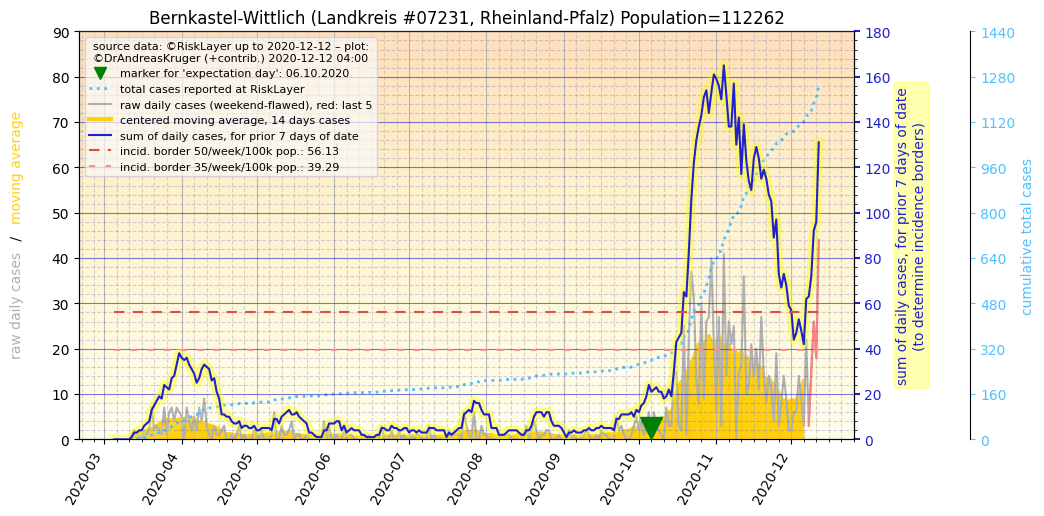 Bernkastel-Wittlich (Landkreis #07231, Rheinland-Pfalz) Population=112262
source data: ©RiskLayer up to 2020-12-12 – plot:
©DrAndreasKruger (+contrib.) 2020-12-12 04:00
marker for 'expectation day': 06.10.2020
total cases reported at RiskLayer
raw daily cases (weekend-flawed), red: last 5
centered moving average, 14 days cases
sum of daily cases, for prior 7 days of date
incid. border 50/week/100k pop.: 56.13
incid. border 35/week/100k pop.: 39.29
raw daily cases / moving average
90
80
70
60
50
40
30
20
10
0
180
160
140
120
100
80
60
40
20
0
sum of daily cases, for prior 7 days of date
(to determine incidence borders)
1440
1280
1120
960
800
640
480
320
160
0
cumulative total cases
2020-03
2020-04
2020-05
2020-06
2020-07
2020-08
2020-09
2020-10
2020-11
2020-12